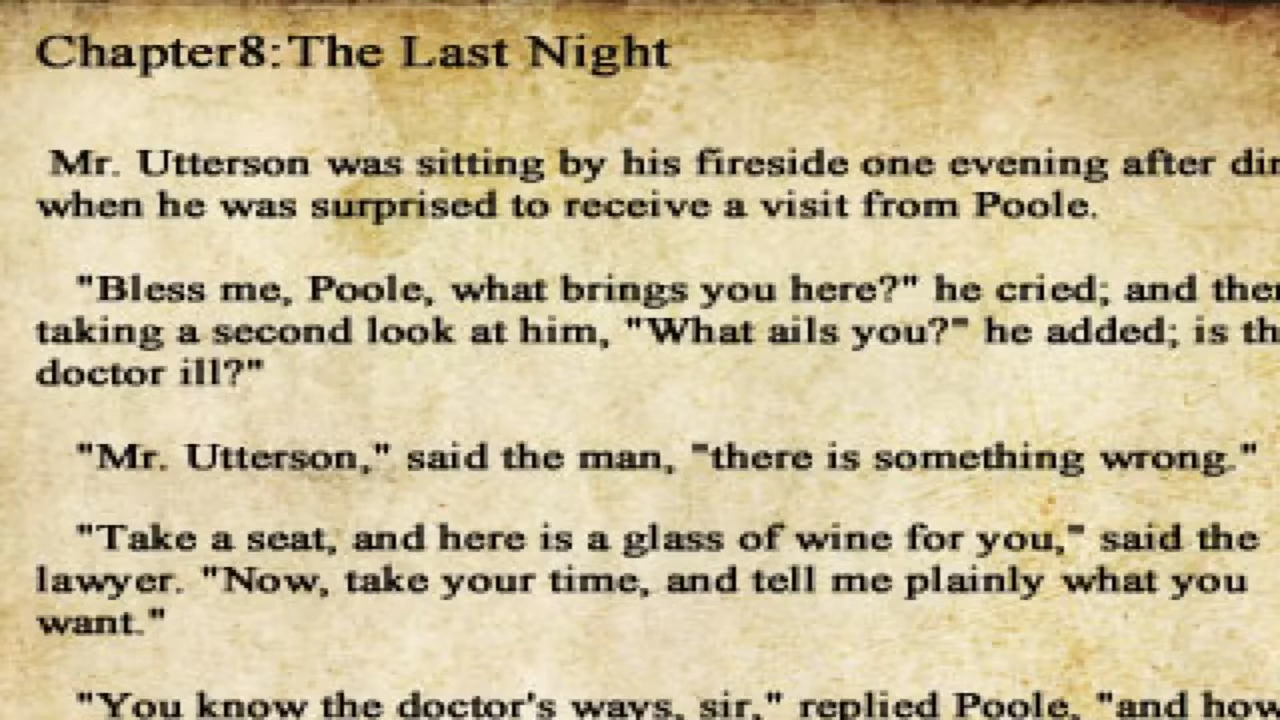 Chapter8: The Last Night
Mr. Utterson was sitting by his fireside one evening after
when he was surprised to receive a visit from Poole.
"Bless me, Poole, what brings you here?" he cried; and
taking a second look at him, "What ails you?" he added; is
doctor ill?"
"Mr. Utterson," said the man, "there is something wrong."
"Take a seat, and here is a glass of wine for you," said the
lawyer. "Now, take your time, and tell me plainly what you
want."
"You know the doctor's ways, sir," replied Poole, "and